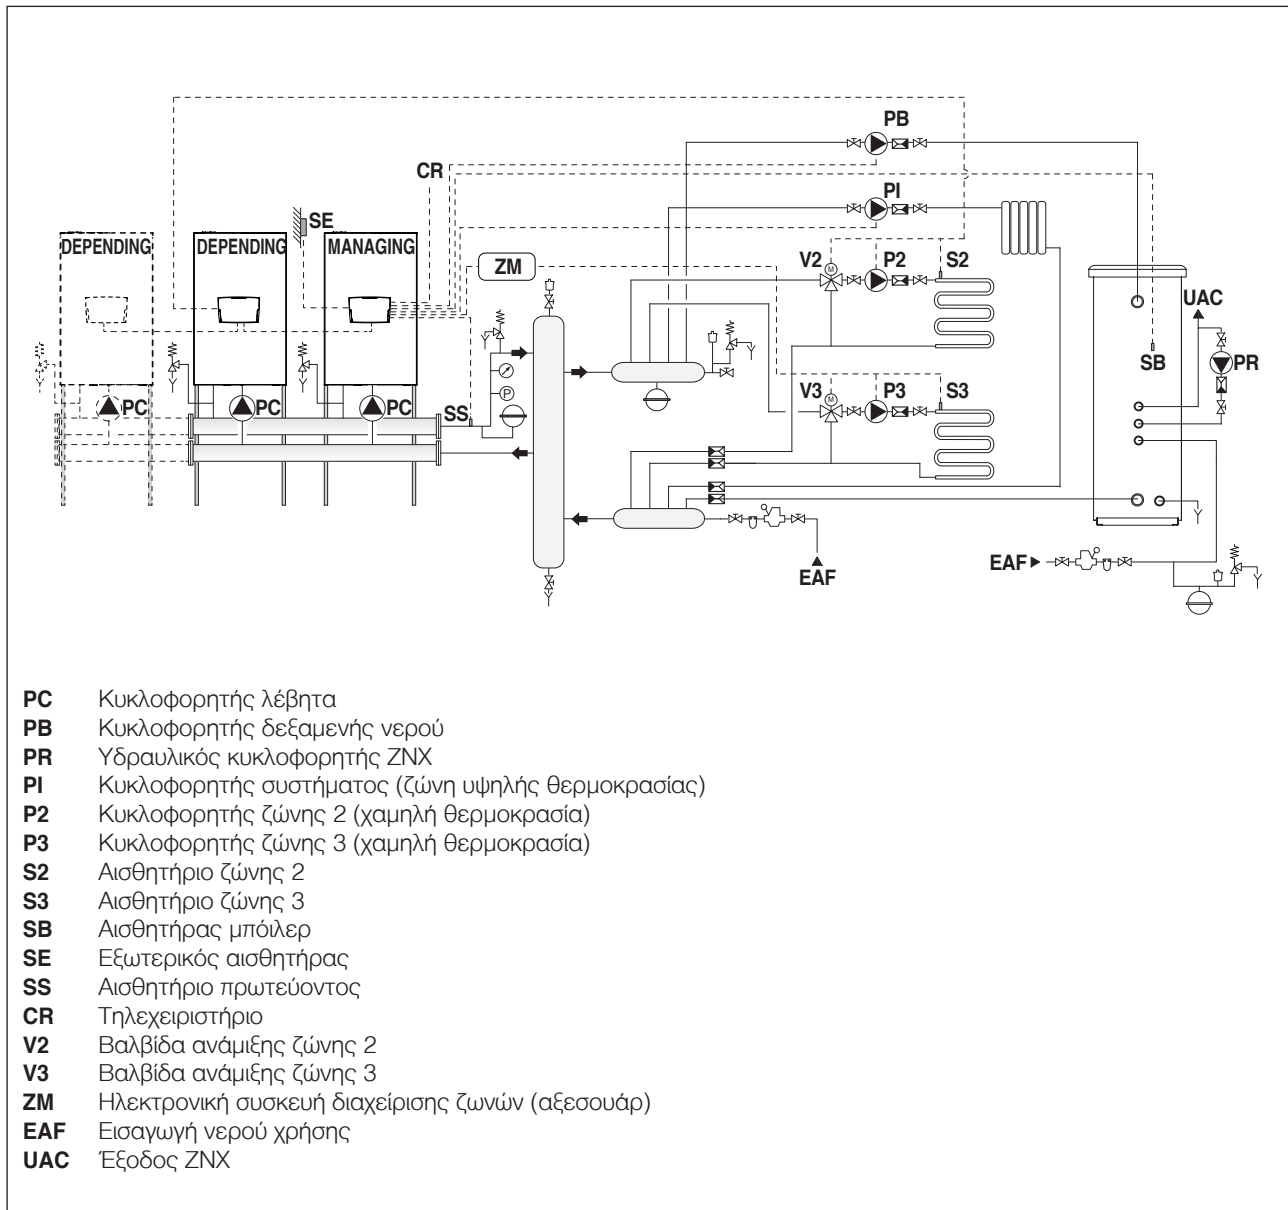 PB
CR
PI
SE
DEPENDING DEPENDING MANAGING
ZM
V2 P2 S2
UAC
SB PR
M
V3 P3 S3
M
P
PC PC PC SS
EAF
EAF
PC Κυκλοφορητής λέβητα
PB Κυκλοφορητής δεξαμενής νερού
PR Υδραυλικός κυκλοφορητής ΖΝΧ
PI Κυκλοφορητής συστήματος (ζώνη υψηλής θερμοκρασίας)
P2 Κυκλοφορητής ζώνης 2 (χαμηλή θερμοκρασία)
P3 Κυκλοφορητής ζώνης 3 (χαμηλή θερμοκρασία)
S2 Αισθητήριο ζώνης 2
S3 Αισθητήριο ζώνης 3
SB Αισθητήρας μπόιλερ
SE Εξωτερικός αισθητήρας
SS Αισθητήριο πρωτεύοντος
CR Τηλεχειριστήριο
V2 Βαλβίδα ανάμιξης ζώνης 2
V3 Βαλβίδα ανάμιξης ζώνης 3
ZM Ηλεκτρονική συσκευή διαχείρισης ζωνών (αξεσουάρ)
EAF Εισαγωγή νερού χρήσης
UAC Έξοδος ΖΝΧ